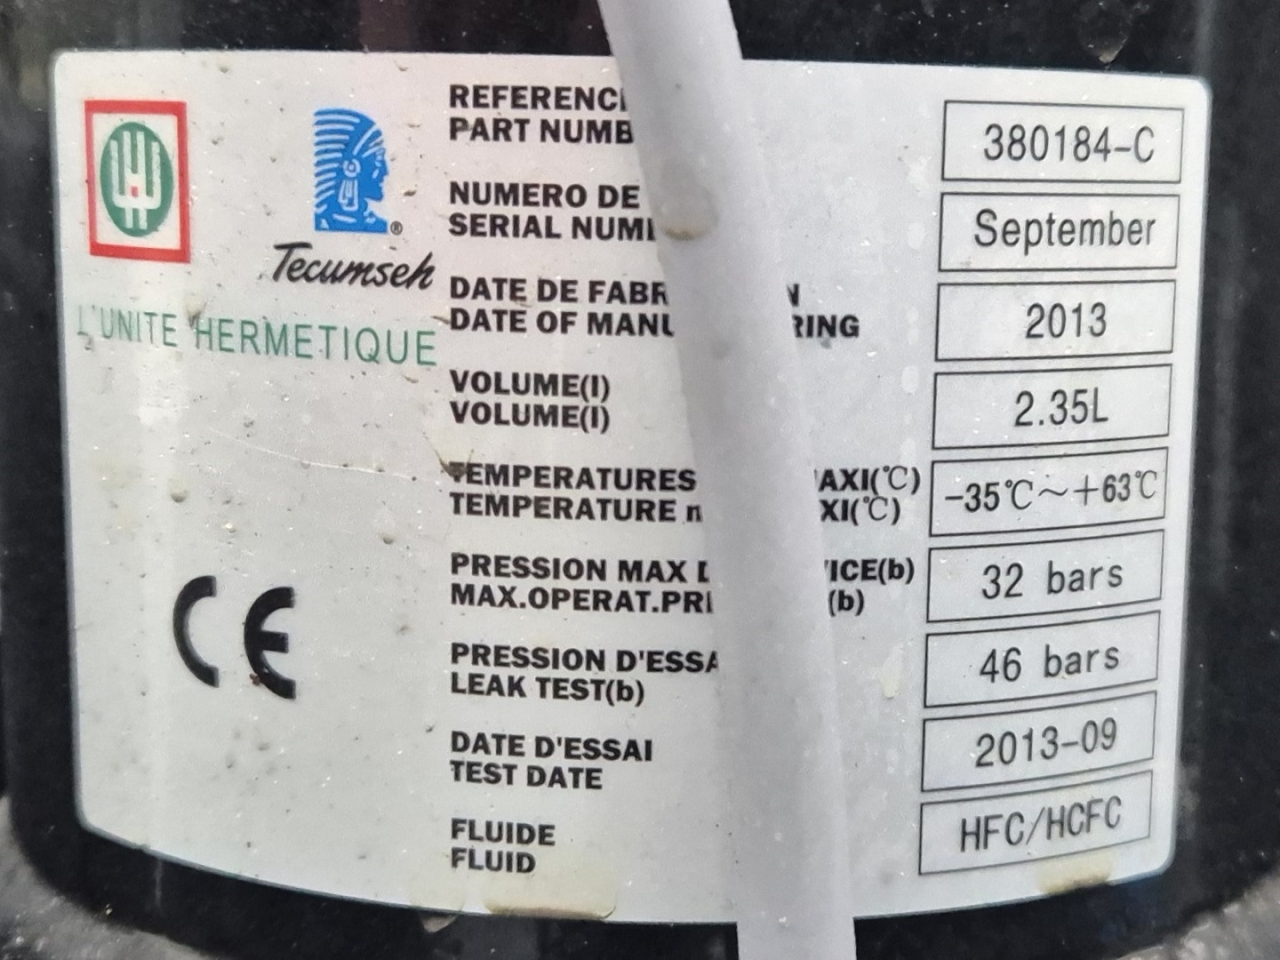 REFERENC
PART NUMB
380184-C
NUMERO DE
SERIAL NUM
September
DATE DE FABR N
DATE OF MANU RING
2013
VOLUME(l)
VOLUME(l)
2.35L
TEMPERATURES AXI(℃)
TEMPERATURE m XI(℃)
-35℃~+63℃
PRESSION MAX D ICE(b)
MAX.OPERAT.PR (b)
32 bars
PRESSION D'ESSA
LEAK TEST(b)
46 bars
DATE D'ESSAI
TEST DATE
2013-09
FLUIDE
FLUID
HFC/HCFC
®
Tecumseh
L'UNITE HERMETIQUE
CE